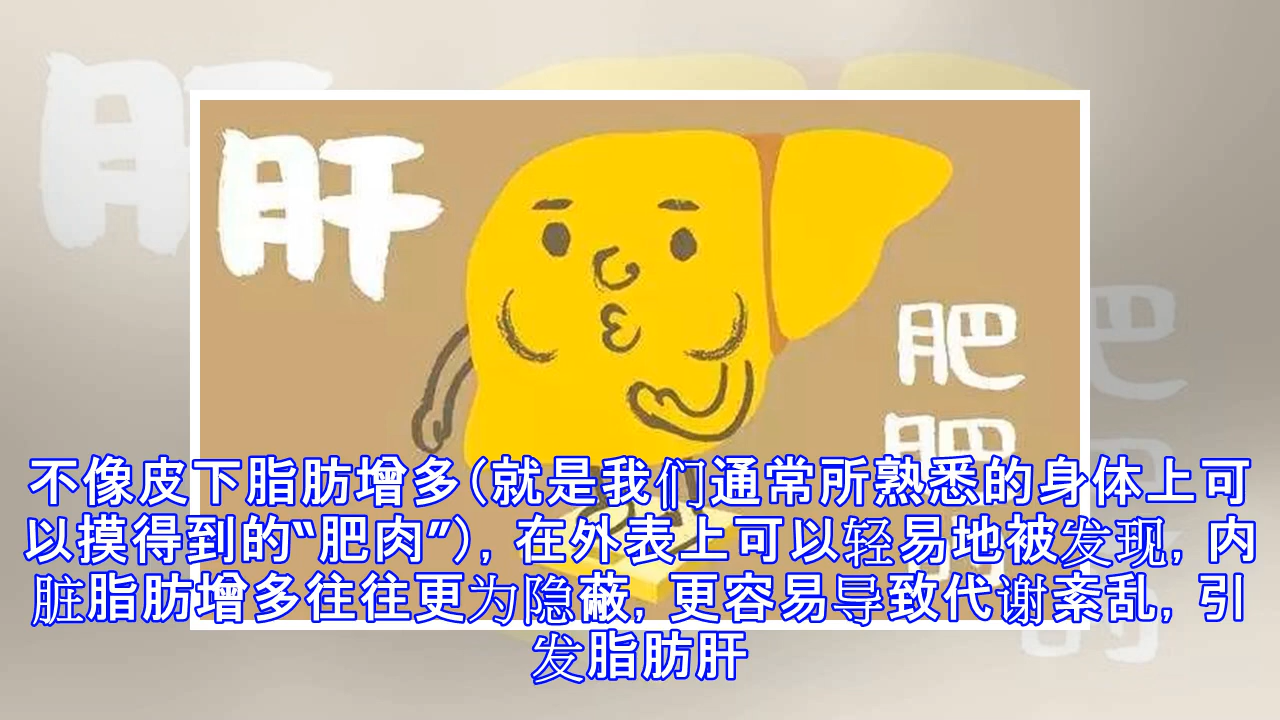 肝
肥
肥
的
不像皮下脂肪增多(就是我们通常所熟悉的身体上可
以摸得到的“肥肉”), 在外表上可以轻易地被发现, 内
脏脂肪增多往往更为隐蔽, 更容易导致代谢紊乱, 引
发脂肪肝